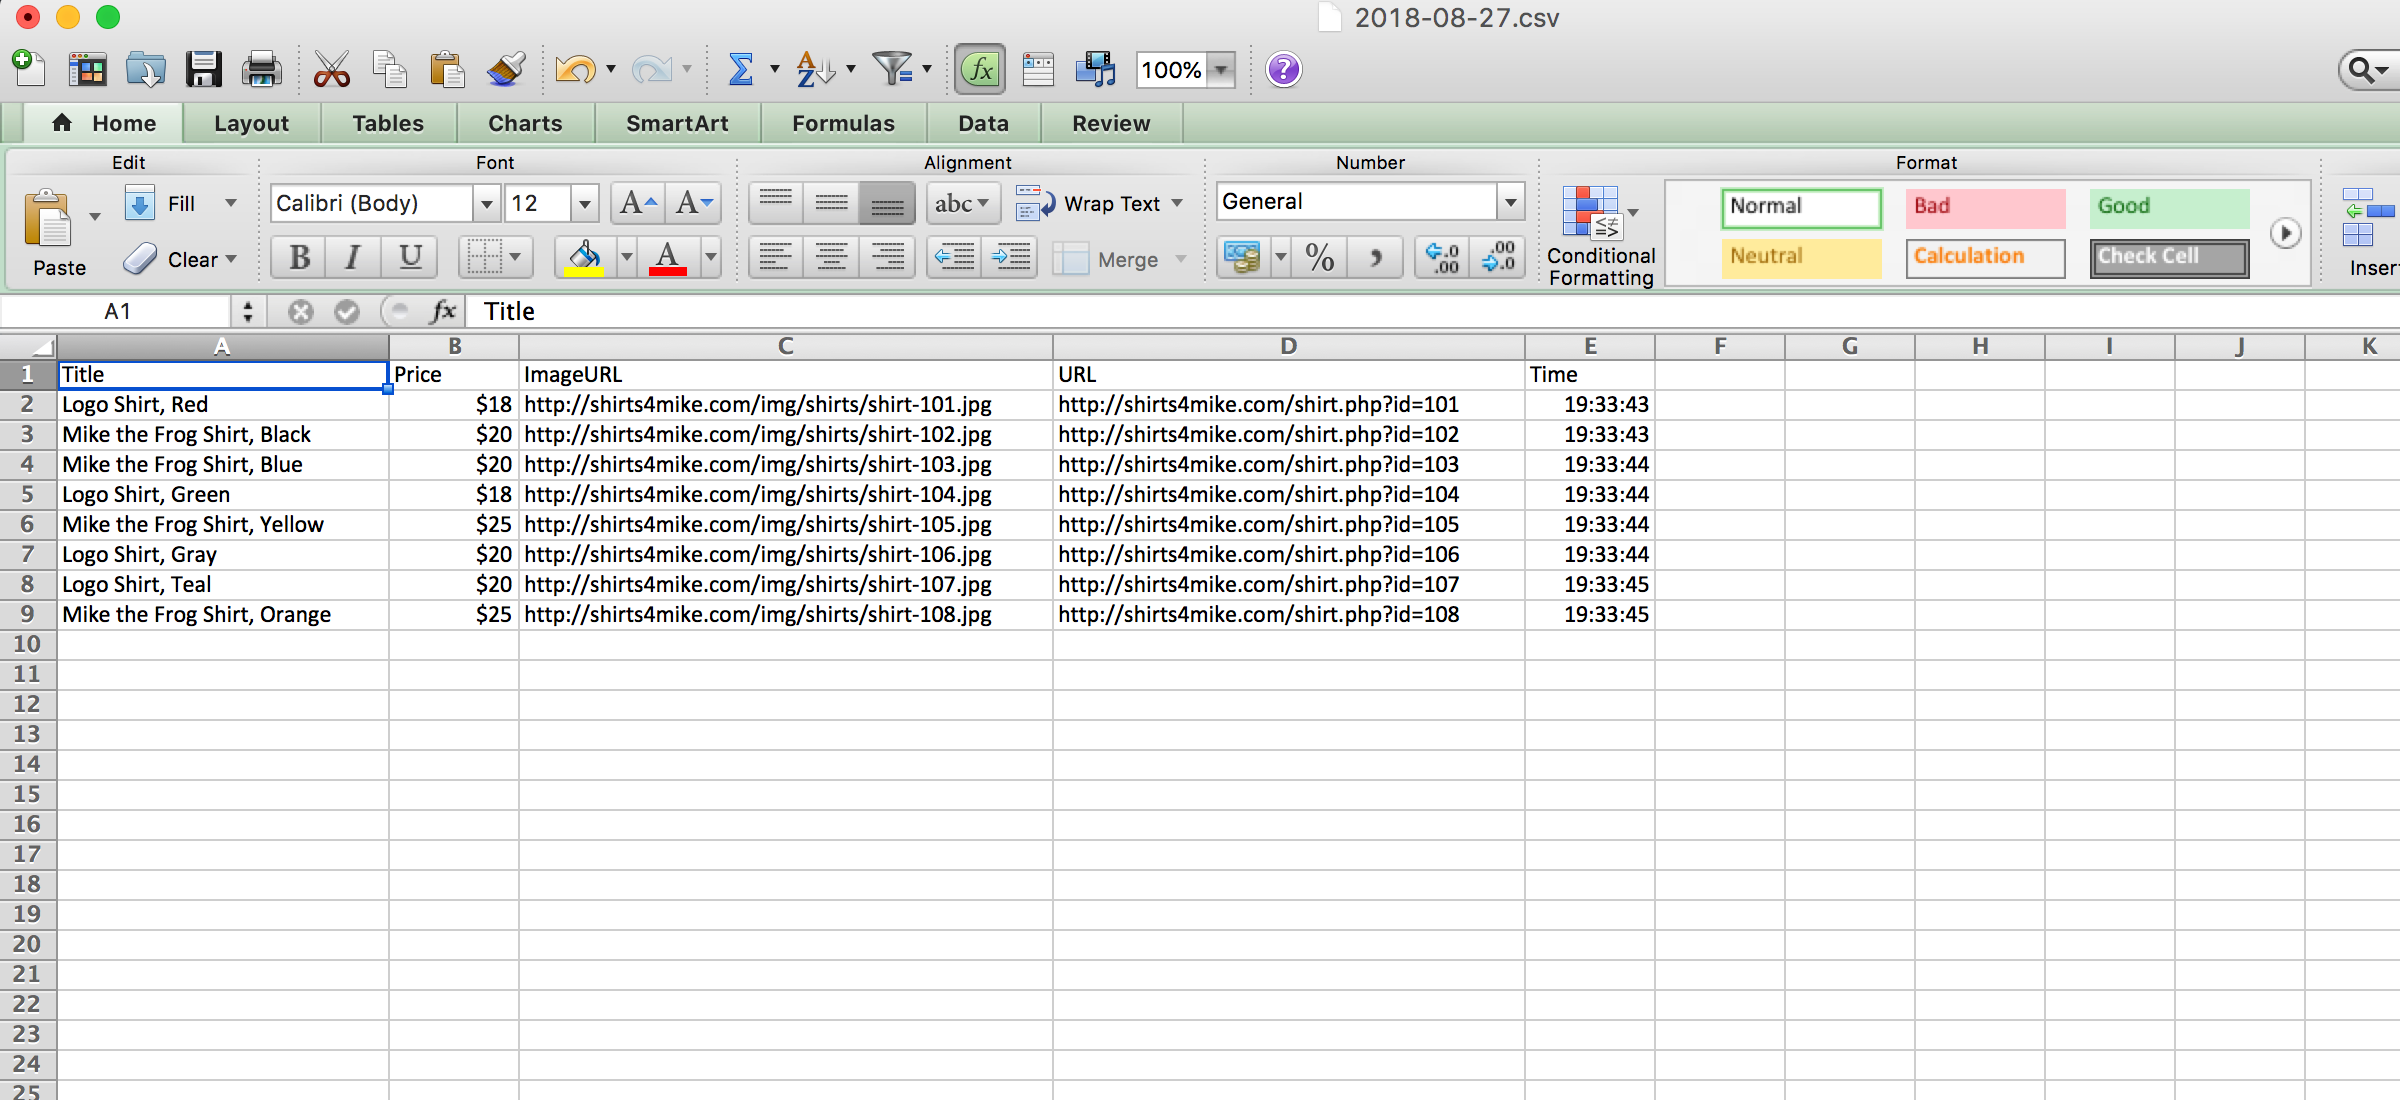 2018-08-27.csv
100%
Home Layout Tables Charts SmartArt Formulas Data Review
Edit Font Alignment Number Format
Paste Fill Clear
Calibri (Body) 12
B I U
abc Wrap Text
Merge
General
%
Conditional Formatting
Normal Bad Good
Neutral Calculation Check Cell
Inser
A1 fx Title
A B C D E F G H I J K
1 Title Price ImageURL URL Time
2 Logo Shirt, Red $18 http://shirts4mike.com/img/shirts/shirt-101.jpg http://shirts4mike.com/shirt.php?id=101 19:33:43
3 Mike the Frog Shirt, Black $20 http://shirts4mike.com/img/shirts/shirt-102.jpg http://shirts4mike.com/shirt.php?id=102 19:33:43
4 Mike the Frog Shirt, Blue $20 http://shirts4mike.com/img/shirts/shirt-103.jpg http://shirts4mike.com/shirt.php?id=103 19:33:44
5 Logo Shirt, Green $18 http://shirts4mike.com/img/shirts/shirt-104.jpg http://shirts4mike.com/shirt.php?id=104 19:33:44
6 Mike the Frog Shirt, Yellow $25 http://shirts4mike.com/img/shirts/shirt-105.jpg http://shirts4mike.com/shirt.php?id=105 19:33:44
7 Logo Shirt, Gray $20 http://shirts4mike.com/img/shirts/shirt-106.jpg http://shirts4mike.com/shirt.php?id=106 19:33:44
8 Logo Shirt, Teal $20 http://shirts4mike.com/img/shirts/shirt-107.jpg http://shirts4mike.com/shirt.php?id=107 19:33:45
9 Mike the Frog Shirt, Orange $25 http://shirts4mike.com/img/shirts/shirt-108.jpg http://shirts4mike.com/shirt.php?id=108 19:33:45
10
11
12
13
14
15
16
17
18
19
20
21
22
23
24
25